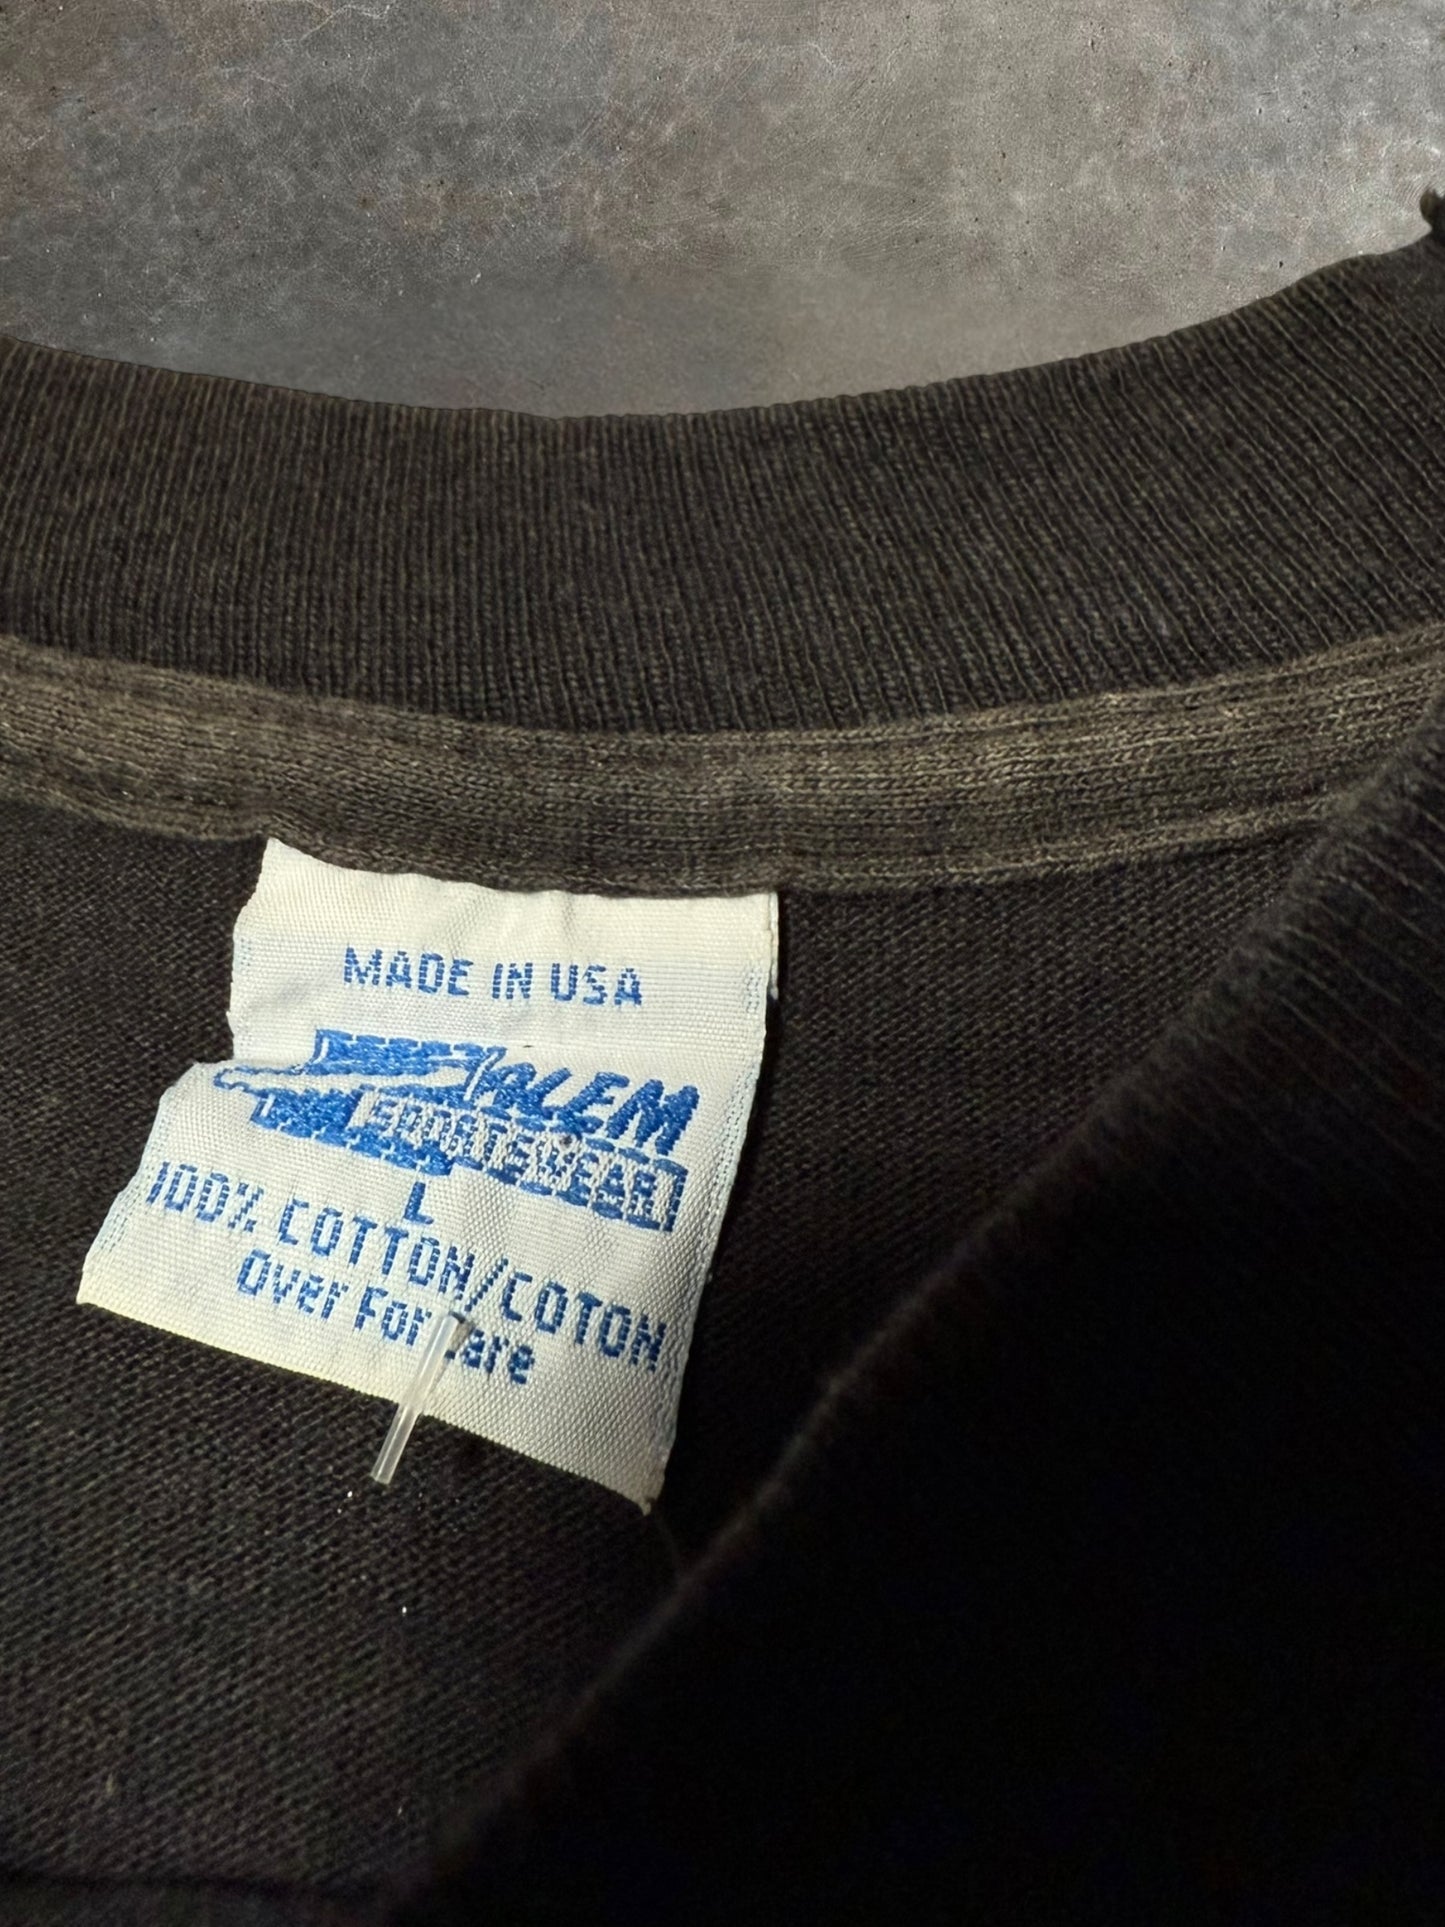 MADE IN USA
SALEM
SPORTSWEAR
L
100% COTTON/COTON
Over For Care